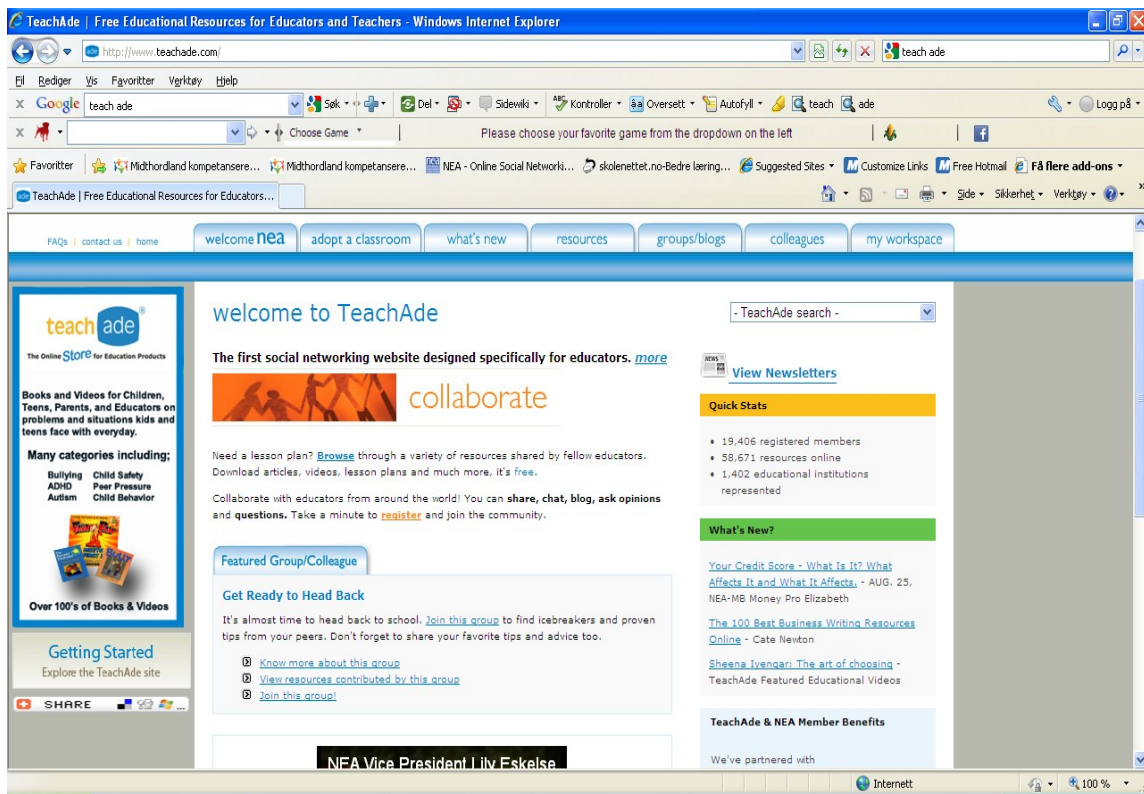 TeachAde | Free Educational Resources for Educators and Teachers - Windows Internet Explorer
http://www.teachade.com/
teach ade
Fil Rediger Vis Favoritter Verktøy Hjelp
x Google teach ade Søk Del Sidewiki ABC Kontroller Oversett Autofyll teach ade Logg på
x Choose Game Please choose your favorite game from the dropdown on the left
Favoritter Midthordland kompetansere... Midthordland kompetansere... NEA - Online Social Networki... skolenettet.no-Bedre læring... Suggested Sites Customize Links Free Hotmail Få flere add-ons
TeachAde | Free Educational Resources for Educators... Side Sikkerhet Verktøy
FAQs | contact us | home
welcome nea adopt a classroom what's new resources groups/blogs colleagues my workspace
teach ade®
The Online Store for Education Products
Books and Videos for Children,
Teens, Parents, and Educators on
problems and situations kids and
teens face with everyday.
Many categories including;
Bullying Child Safety
ADHD Peer Pressure
Autism Child Behavior
Over 100's of Books & Videos
Getting Started
Explore the TeachAde site
SHARE ...
welcome to TeachAde
The first social networking website designed specifically for educators. more
collaborate
Need a lesson plan? Browse through a variety of resources shared by fellow educators.
Download articles, videos, lesson plans and much more, it's free.
Collaborate with educators from around the world! You can share, chat, blog, ask opinions
and questions. Take a minute to register and join the community.
Featured Group/Colleague
Get Ready to Head Back
It's almost time to head back to school. Join this group to find icebreakers and proven
tips from your peers. Don't forget to share your favorite tips and advice too.
Know more about this group
View resources contributed by this group
Join this group!
NEA Vice President Lily Eskelse
- TeachAde search -
NEWS
View Newsletters
Quick Stats
• 19,406 registered members
• 58,671 resources online
• 1,402 educational institutions
represented
What's New?
Your Credit Score - What Is It? What
Affects It and What It Affects. - AUG. 25,
NEA-MB Money Pro Elizabeth
The 100 Best Business Writing Resources
Online - Cate Newton
Sheena Iyengar: The art of choosing -
TeachAde Featured Educational Videos
TeachAde & NEA Member Benefits
We've partnered with
Internett
100 %